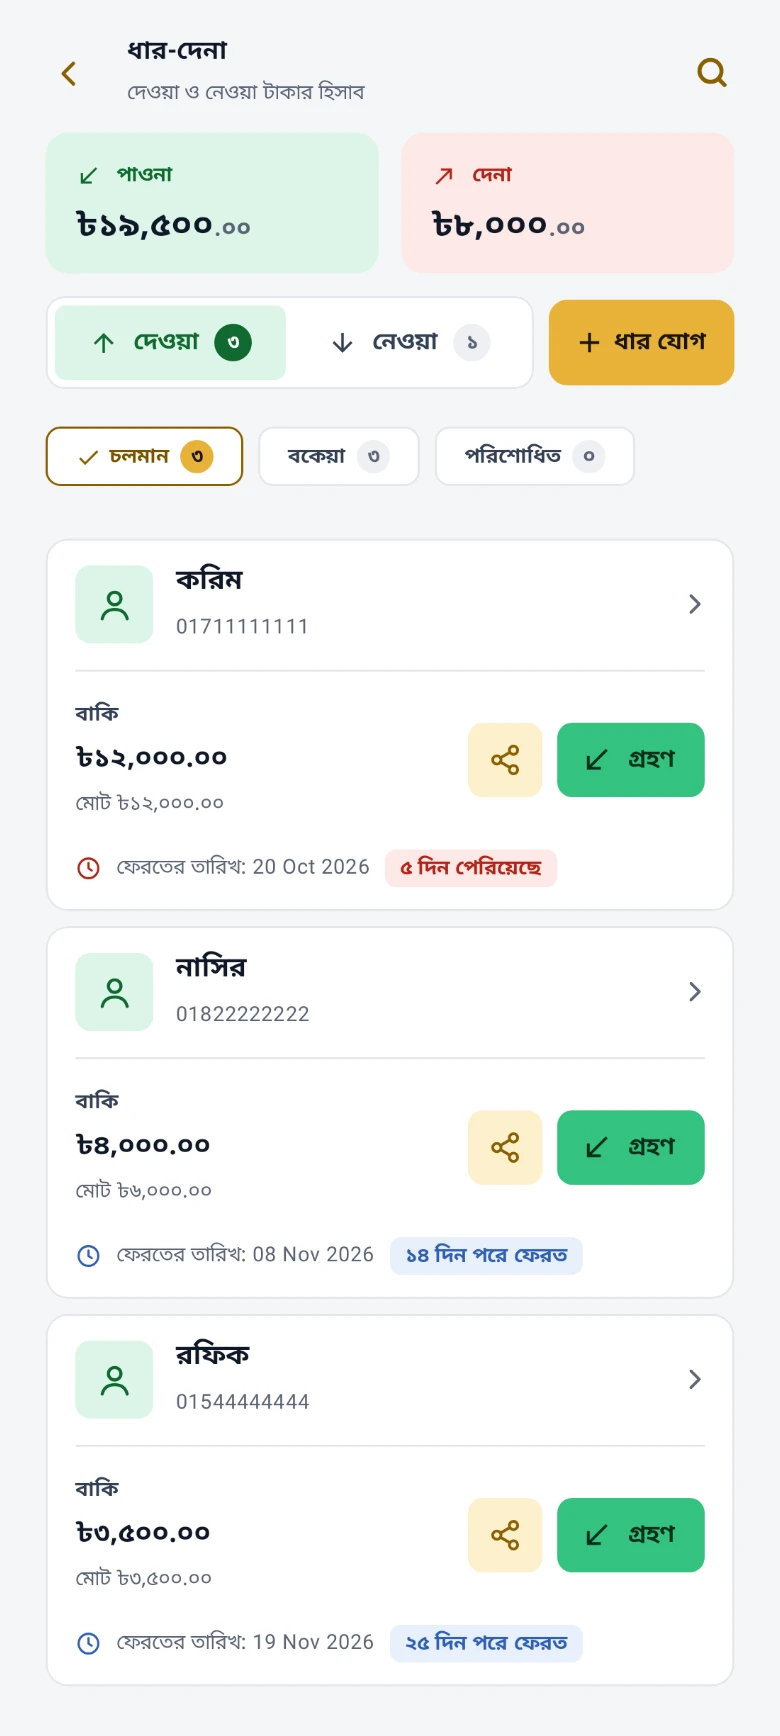 ধার-দেনা
দেওয়া ও নেওয়া টাকার হিসাব
পাওনা
৳১৯,৫০০.০০
দেনা
৳৮,০০০.০০
দেওয়া ৩
নেওয়া ১
ধার যোগ
চলমান ৩
বকেয়া ৩
পরিশোধিত ০
করিম
01711111111
বাকি
৳১২,০০০.০০
মোট ৳১২,০০০.০০
গ্রহণ
ফেরতের তারিখ: 20 Oct 2026 ৫ দিন পেরিয়েছে
নাসির
01822222222
বাকি
৳৪,০০০.০০
মোট ৳৬,০০০.০০
গ্রহণ
ফেরতের তারিখ: 08 Nov 2026 ১৪ দিন পরে ফেরত
রফিক
01544444444
বাকি
৳৩,৫০০.০০
মোট ৳৩,৫০০.০০
গ্রহণ
ফেরতের তারিখ: 19 Nov 2026 ২৫ দিন পরে ফেরত